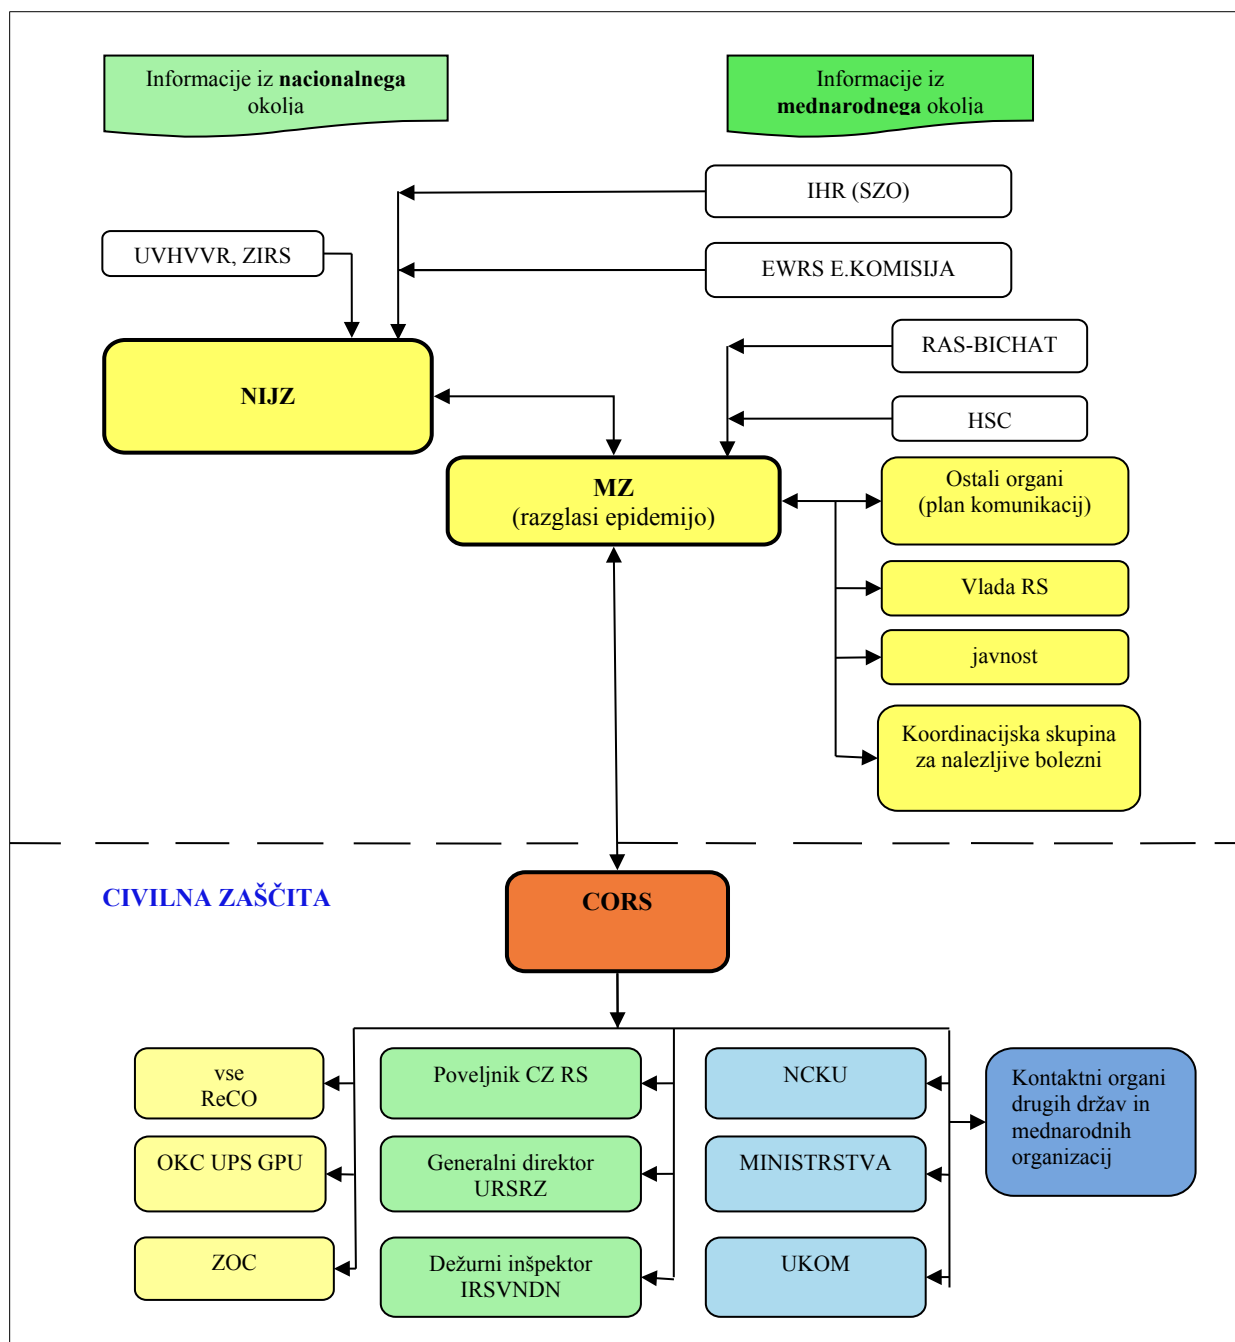 Informacije iz nacionalnega
okolja
Informacije iz
mednarodnega okolja
IHR (SZO)
UVHVVR, ZIRS
EWRS E.KOMISIJA
RAS-BICHAT
NIJZ
HSC
MZ
(razglasi epidemijo)
Ostali organi
(plan komunikacij)
Vlada RS
javnost
Koordinacijska skupina
za nalezljive bolezni
CIVILNA ZAŠČITA
CORS
vse
ReCO
Poveljnik CZ RS
NCKU
Kontaktni organi
drugih držav in
mednarodnih
organizacij
OKC UPS GPU
Generalni direktor
URSRZ
MINISTRSTVA
ZOC
Dežurni inšpektor
IRSVNDN
UKOM